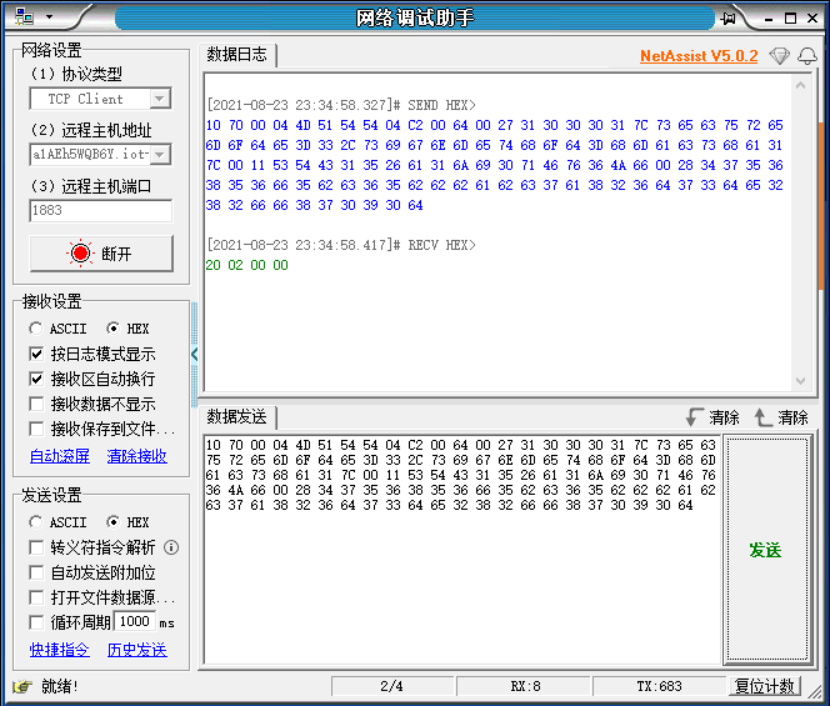 网络调试助手
网络设置
(1) 协议类型
TCP Client
(2) 远程主机地址
a1AEh5WQB6Y.iot-
(3) 远程主机端口
1883
断开
接收设置
ASCII HEX
按日志模式显示
接收区自动换行
接收数据不显示
接收保存到文件...
自动滚屏 清除接收
发送设置
ASCII HEX
转义符指令解析
自动发送附加位
打开文件数据源...
循环周期 1000 ms
快捷指令 历史发送
数据日志
NetAssist V5.0.2
[2021-08-23 23:34:58.327]# SEND HEX>
10 70 00 04 4D 51 54 54 04 C2 00 64 00 27 31 30 30 30 31 7C 73 65 63 75 72 65
6D 6F 64 65 3D 33 2C 73 69 67 6E 6D 65 74 68 6F 64 3D 68 6D 61 63 73 68 61 31
7C 00 11 53 54 43 31 35 26 61 31 6A 69 30 71 46 76 36 4A 66 00 28 34 37 35 36
38 35 36 66 35 62 63 36 35 62 62 62 61 62 63 37 61 38 32 36 64 37 33 64 65 32
38 32 66 66 38 37 30 39 30 64
[2021-08-23 23:34:58.417]# RECV HEX>
20 02 00 00
数据发送
清除 清除
10 70 00 04 4D 51 54 54 04 C2 00 64 00 27 31 30 30 30 31 7C 73 65 63
75 72 65 6D 6F 64 65 3D 33 2C 73 69 67 6E 6D 65 74 68 6F 64 3D 68 6D
61 63 73 68 61 31 7C 00 11 53 54 43 31 35 26 61 31 6A 69 30 71 46 76
36 4A 66 00 28 34 37 35 36 38 35 36 66 35 62 63 36 35 62 62 62 61 62
63 37 61 38 32 36 64 37 33 64 65 32 38 32 66 66 38 37 30 39 30 64
发送
就绪!
2/4
RX:8
TX:683
复位计数